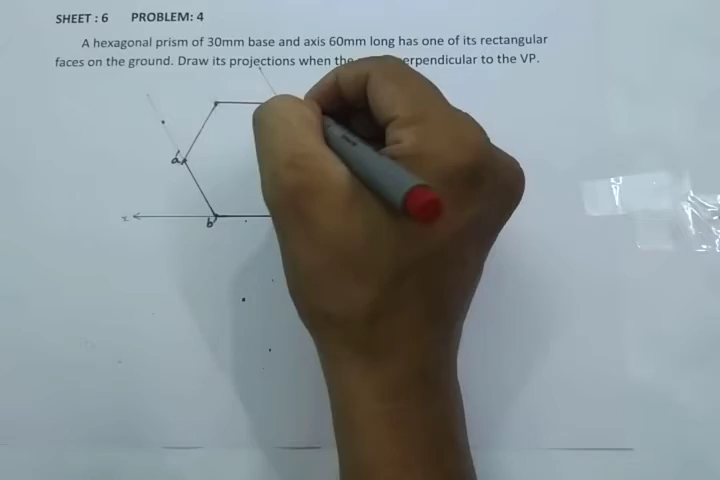 SHEET : 6 PROBLEM: 4
A hexagonal prism of 30mm base and axis 60mm long has one of its rectangular
faces on the ground. Draw its projections when the erpendicular to the VP.
a'
x
b'